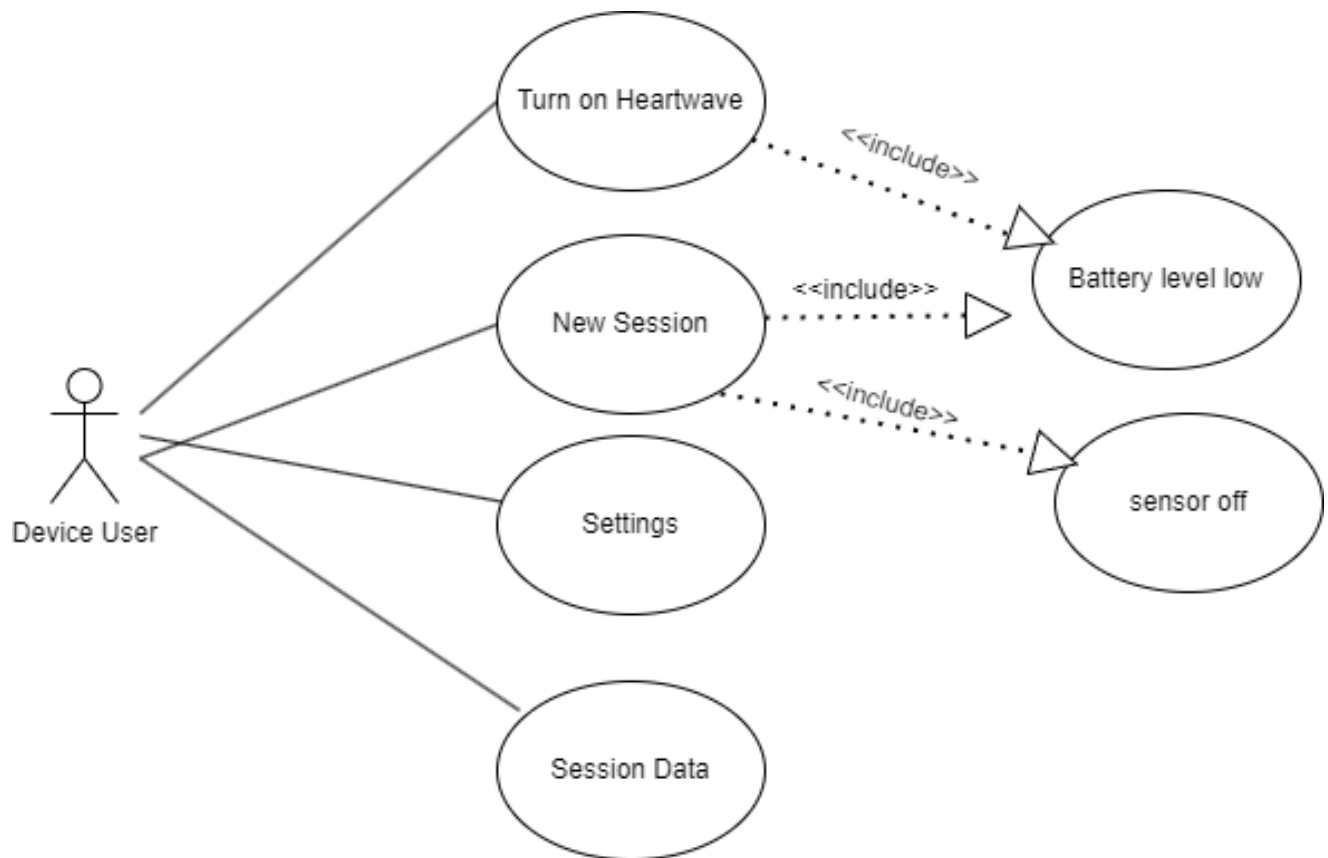 Turn on Heartwave
<<include>>
Battery level low
<<include>>
New Session
<<include>>
sensor off
Settings
Device User
Session Data